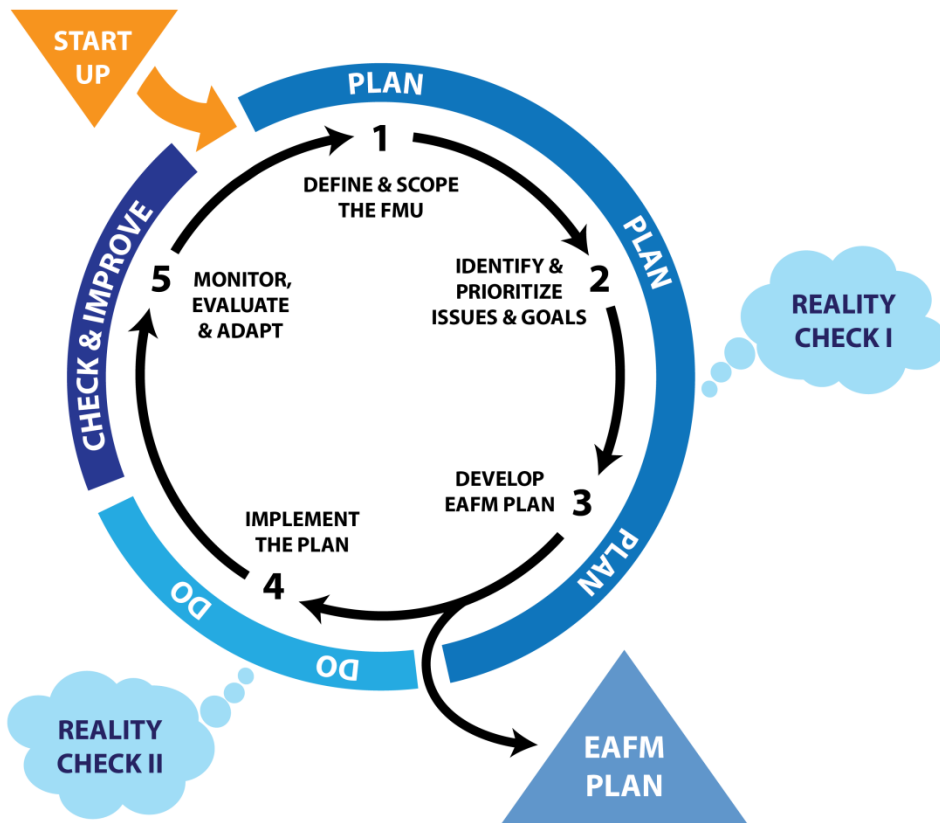 START
UP
PLAN
1
DEFINE & SCOPE
THE FMU
PLAN
2
IDENTIFY &
PRIORITIZE
ISSUES & GOALS
REALITY
CHECK I
3
DEVELOP
EAFM PLAN
PLAN
EAFM
PLAN
4
IMPLEMENT
THE PLAN
DO
DO
REALITY
CHECK II
5
MONITOR,
EVALUATE
& ADAPT
CHECK & IMPROVE